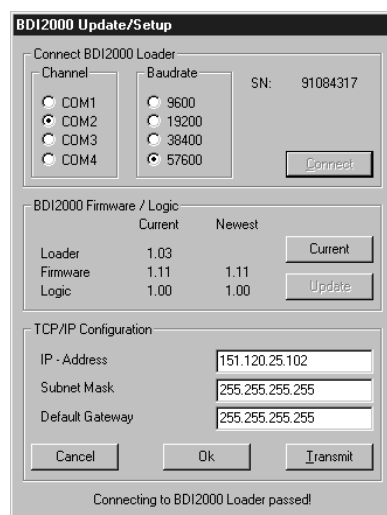 BDI2000 Update/Setup
Connect BDI2000 Loader
Channel Baudrate
SN: 91084317
COM1 9600
COM2 19200
COM3 38400
COM4 57600
Connect
BDI2000 Firmware / Logic
Current Newest
Loader 1.03 Current
Firmware 1.11 1.11
Logic 1.00 1.00 Update
TCP/IP Configuration
IP - Address 151.120.25.102
Subnet Mask 255.255.255.255
Default Gateway 255.255.255.255
Cancel Ok Transmit
Connecting to BDI2000 Loader passed!